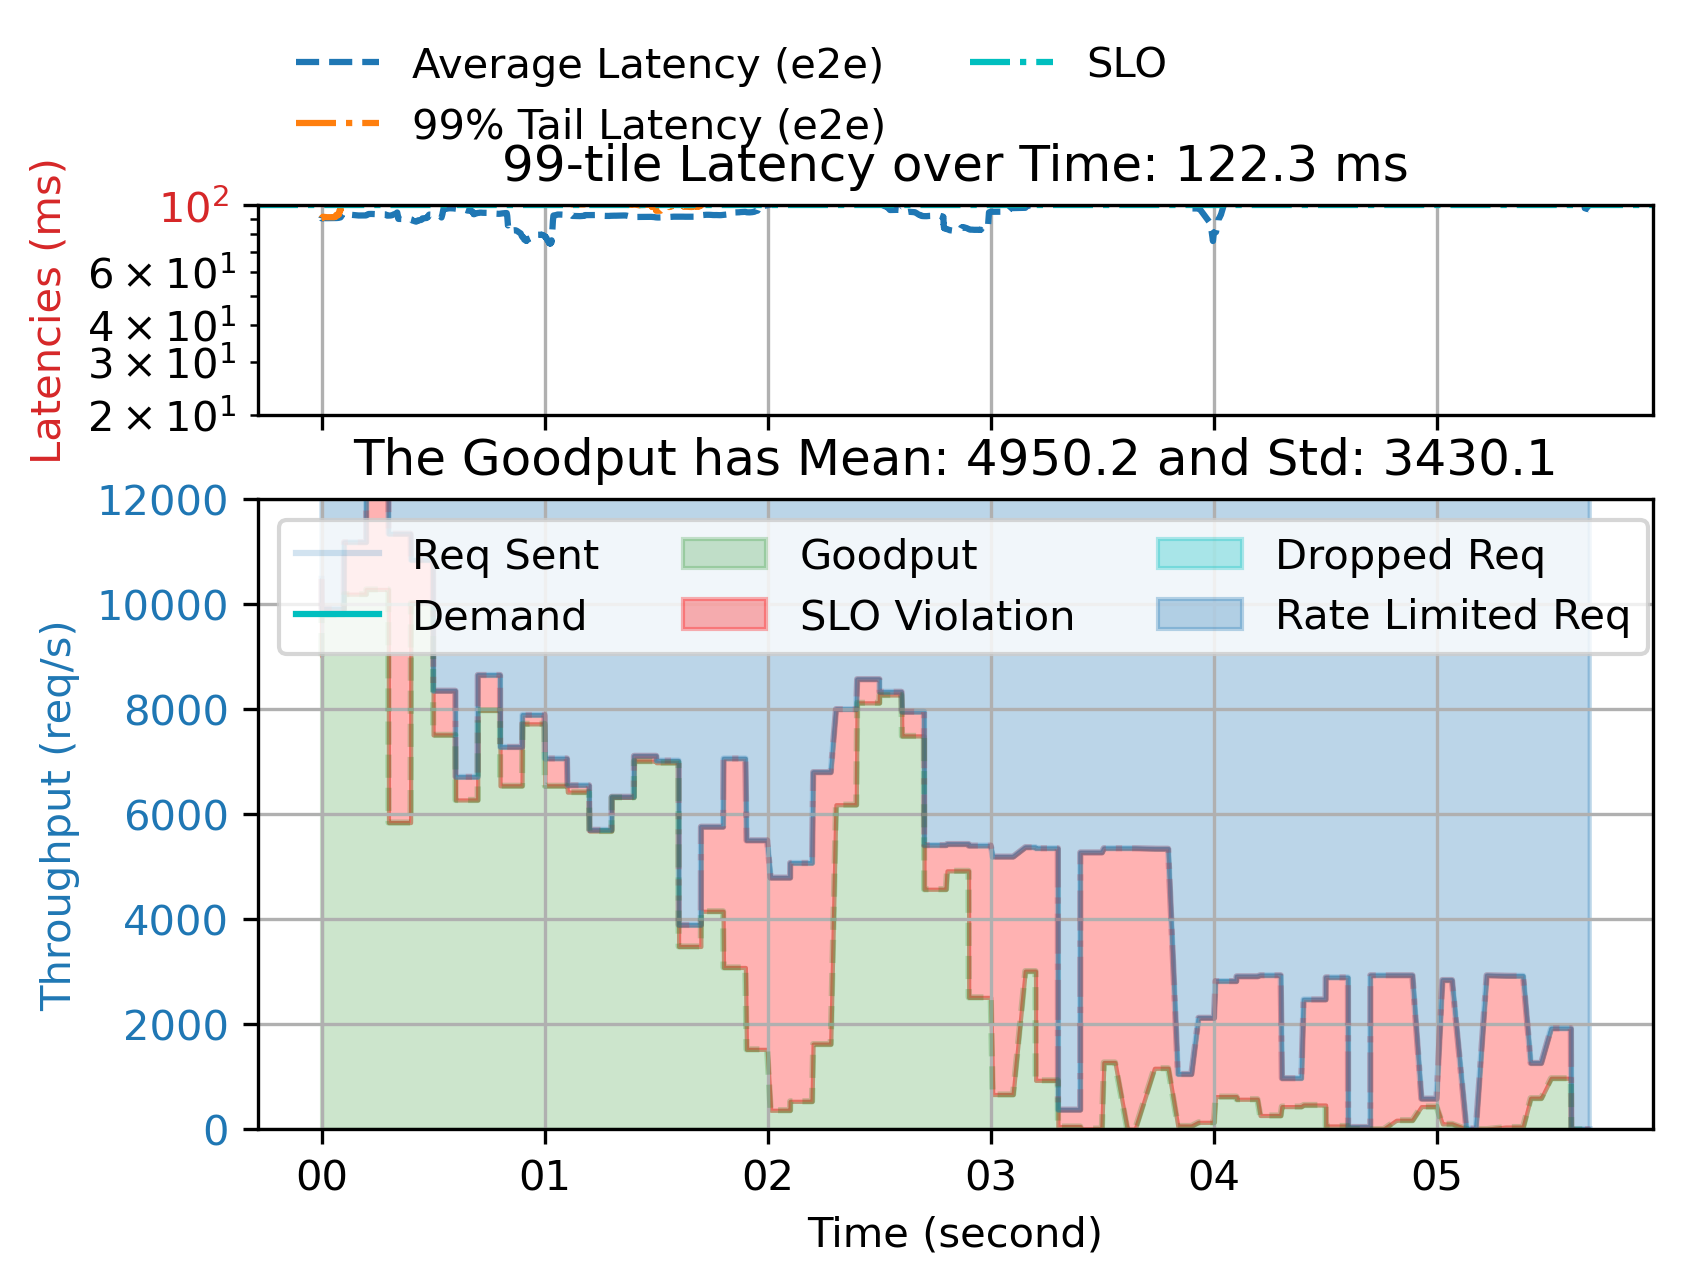 Average Latency (e2e) SLO
99% Tail Latency (e2e)
99-tile Latency over Time: 122.3 ms
Latencies (ms)
10²
6 × 10¹
4 × 10¹
3 × 10¹
2 × 10¹
The Goodput has Mean: 4950.2 and Std: 3430.1
Throughput (req/s)
12000
10000
8000
6000
4000
2000
0
Req Sent Goodput Dropped Req
Demand SLO Violation Rate Limited Req
00 01 02 03 04 05
Time (second)